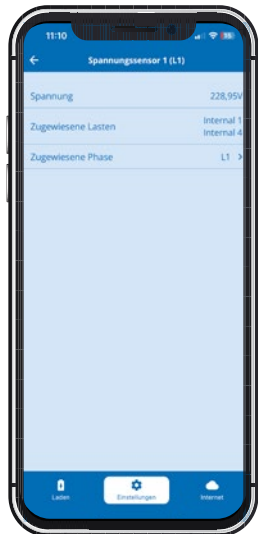 11:10
98
Spannungssensor 1 (L1)
Spannung 228,95V
Zugewiesene Lasten Internal 1
Internal 4
Zugewiesene Phase L1
Laden Einstellungen Internet